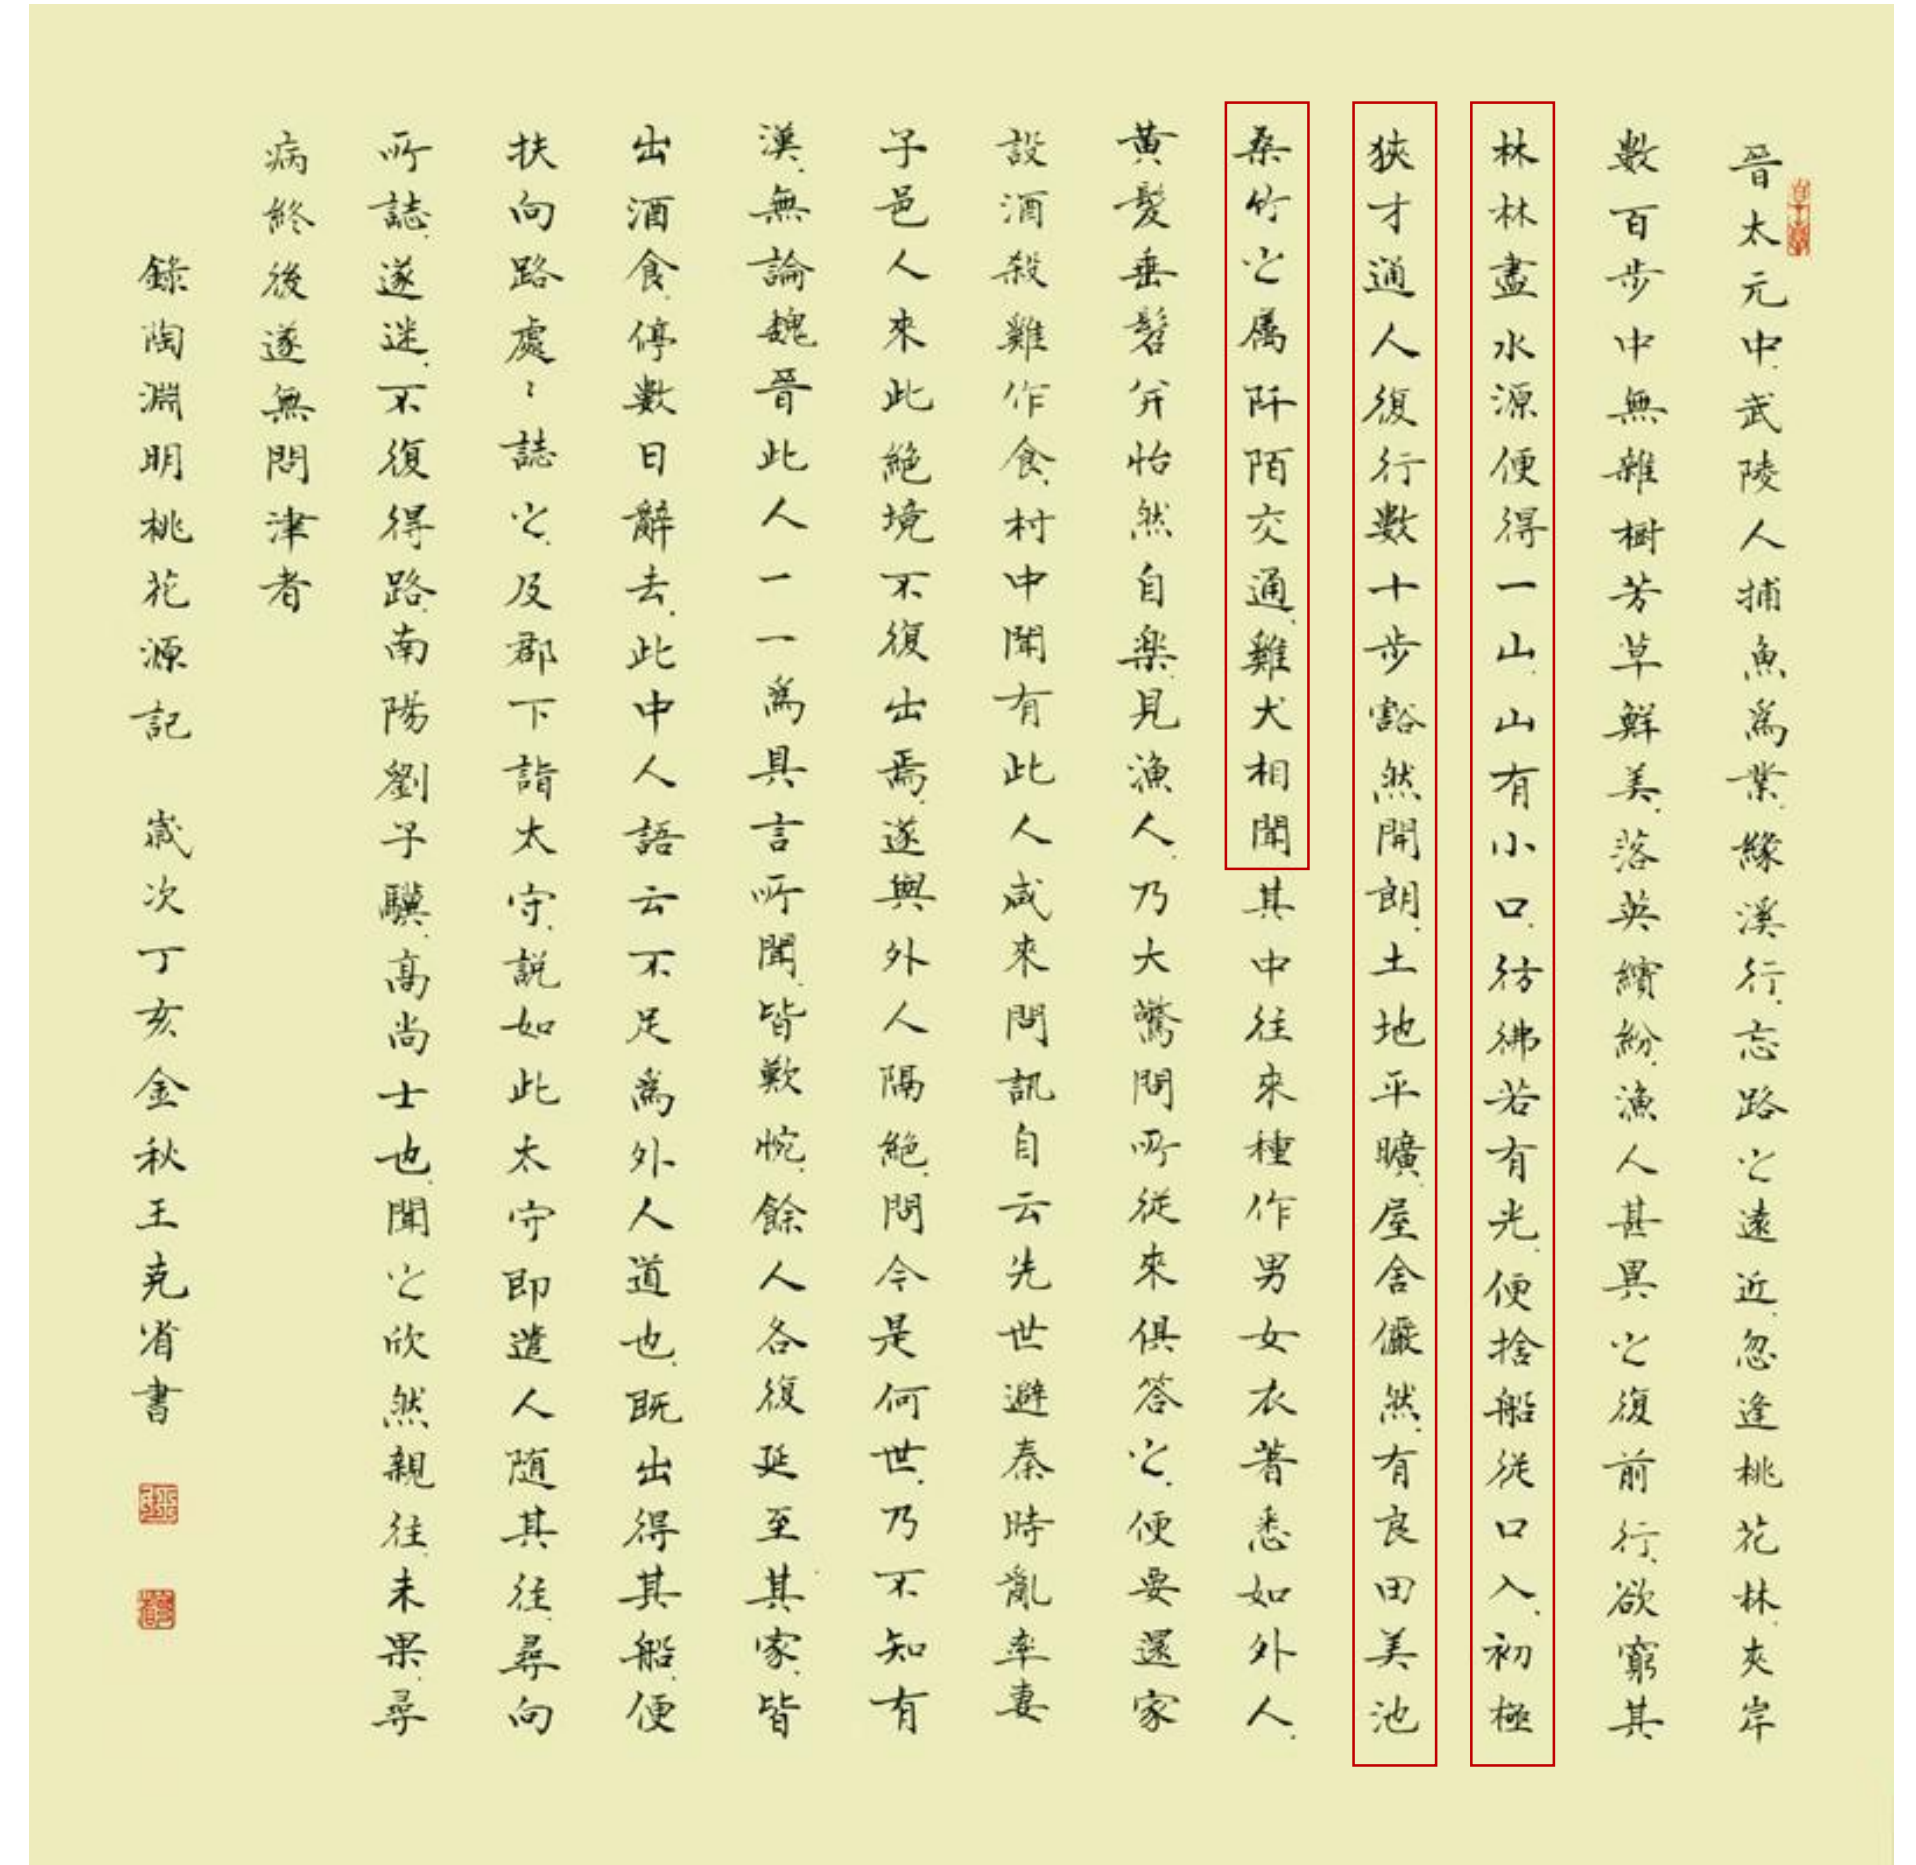 晉太元中武陵人捕魚爲業緣溪行忘路之遠近忽逢桃花林夾岸
數百步中無雜樹芳草鮮美落英繽紛漁人甚異之復前行欲窮其
林林盡水源便得一山山有小口彷彿若有光便捨船從口入初極
狹才通人復行數十步豁然開朗土地平曠屋舍儼然有良田美池
桑竹之属阡陌交通雞犬相聞其中往來種作男女衣著悉如外人
黃髮垂髫并怡然自樂見漁人乃大驚問所從來俱答之便要還家
設酒殺雞作食村中聞有此人咸來問訊自云先世避秦時亂率妻
子邑人來此絕境不復出焉遂與外人隔絕問今是何世乃不知有
漢無論魏晉此人一一爲具言所聞皆歎惋餘人各復延至其家皆
出酒食停數日辭去此中人語云不足爲外人道也既出得其船便
扶向路處〻誌之及郡下詣太守説如此太守即遣人随其往尋向
所誌遂迷不復得路南陽劉子驥高尚士也聞之欣然親往未果尋
病終後遂無問津者
錄陶淵明桃花源記 歲次丁亥金秋王克省書